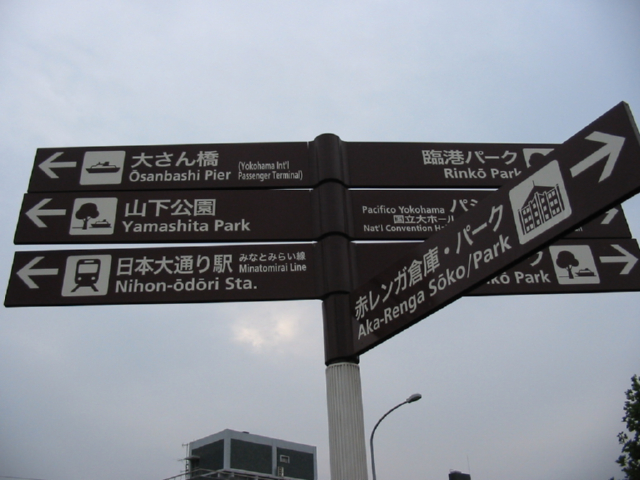 大さん橋 (Yokohama Int'l
Ōsanbashi Pier Passenger Terminal)
山下公園
Yamashita Park
日本大通り駅 みなとみらい線
Nihon-ōdōri Sta. Minatomirai Line
臨港パーク
Rinkō Park
Pacifico Yokohama
国立大ホール
Nat'l Convention
赤レンガ倉庫・パーク
Aka-Renga Sōko/Park
kō Park